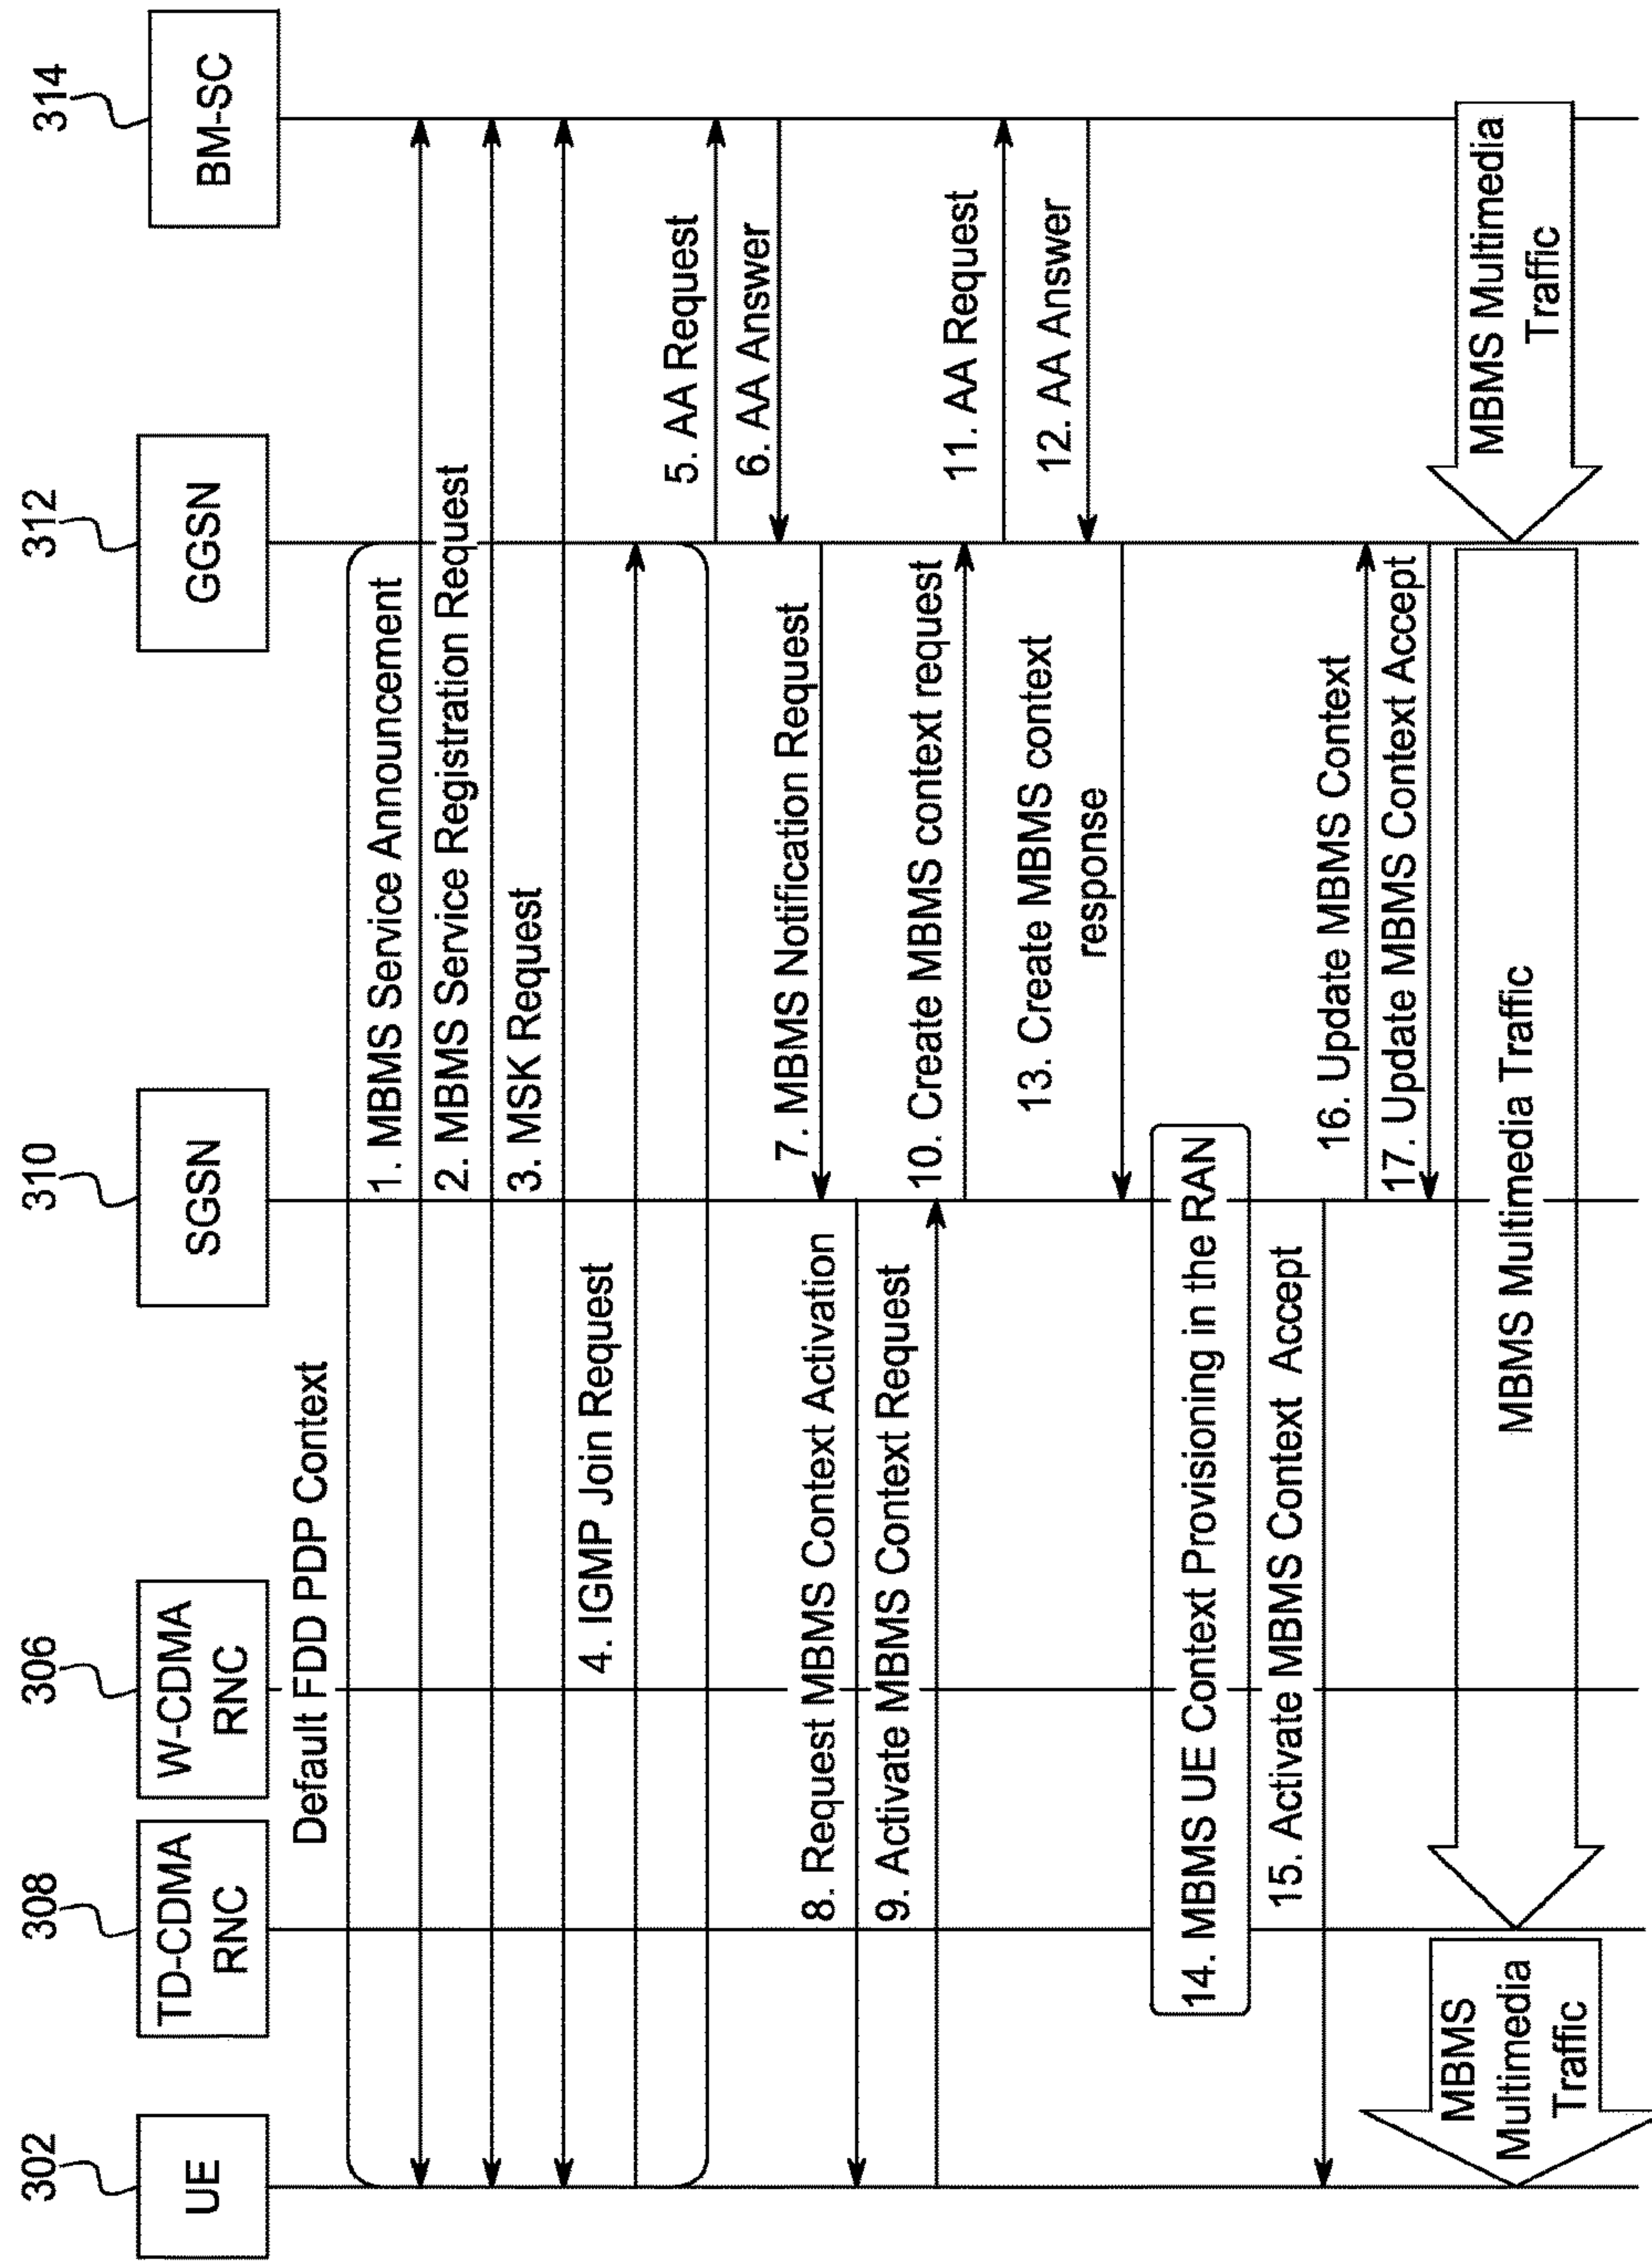 302
308
306
310
312
314
UE
TD-CDMA
RNC
W-CDMA
RNC
SGSN
GGSN
BM-SC
Default FDD PDP Context
1. MBMS Service Announcement
2. MBMS Service Registration Request
3. MSK Request
4. IGMP Join Request
5. AA Request
6. AA Answer
7. MBMS Notification Request
8. Request MBMS Context Activation
9. Activate MBMS Context Request
10. Create MBMS context request
11. AA Request
12. AA Answer
13. Create MBMS context
response
14. MBMS UE Context Provisioning in the RAN
15. Activate MBMS Context Accept
16. Update MBMS Context
17. Update MBMS Context Accept
MBMS
Multimedia
Traffic
MBMS Multimedia Traffic
MBMS Multimedia
Traffic